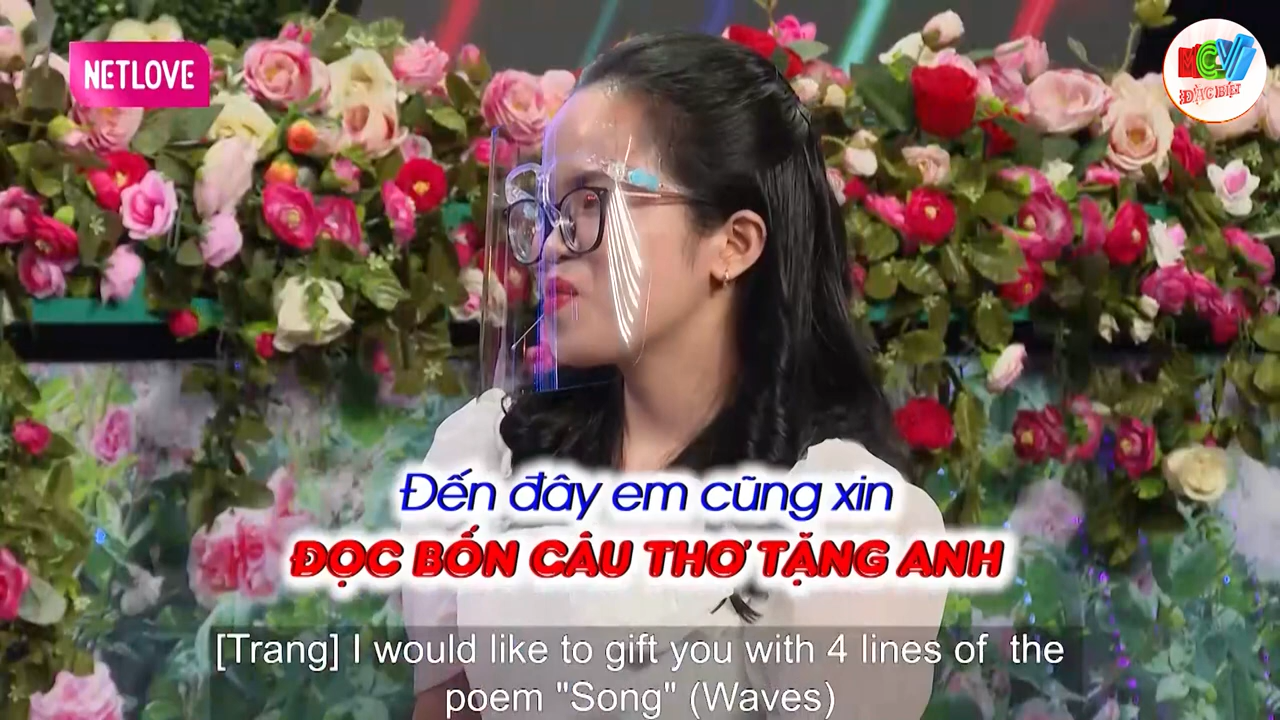 NETLOVE
MCV
ĐẶC BIỆT
Đến đây em cũng xin
ĐỌC BỐN CÂU THƠ TẶNG ANH
[Trang] I would like to gift you with 4 lines of the
poem "Song" (Waves)